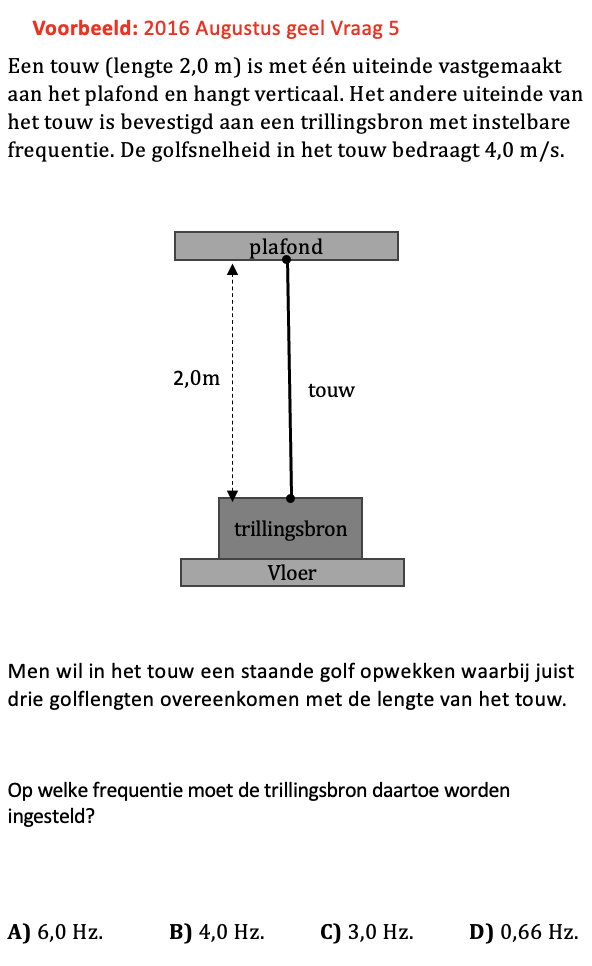 Voorbeeld: 2016 Augustus geel Vraag 5
Een touw (lengte 2,0 m) is met één uiteinde vastgemaakt
aan het plafond en hangt verticaal. Het andere uiteinde van
het touw is bevestigd aan een trillingsbron met instelbare
frequentie. De golfsnelheid in het touw bedraagt 4,0 m/s.
plafond
2,0m
touw
trillingsbron
Vloer
Men wil in het touw een staande golf opwekken waarbij juist
drie golflengten overeenkomen met de lengte van het touw.
Op welke frequentie moet de trillingsbron daartoe worden
ingesteld?
A) 6,0 Hz. B) 4,0 Hz. C) 3,0 Hz. D) 0,66 Hz.